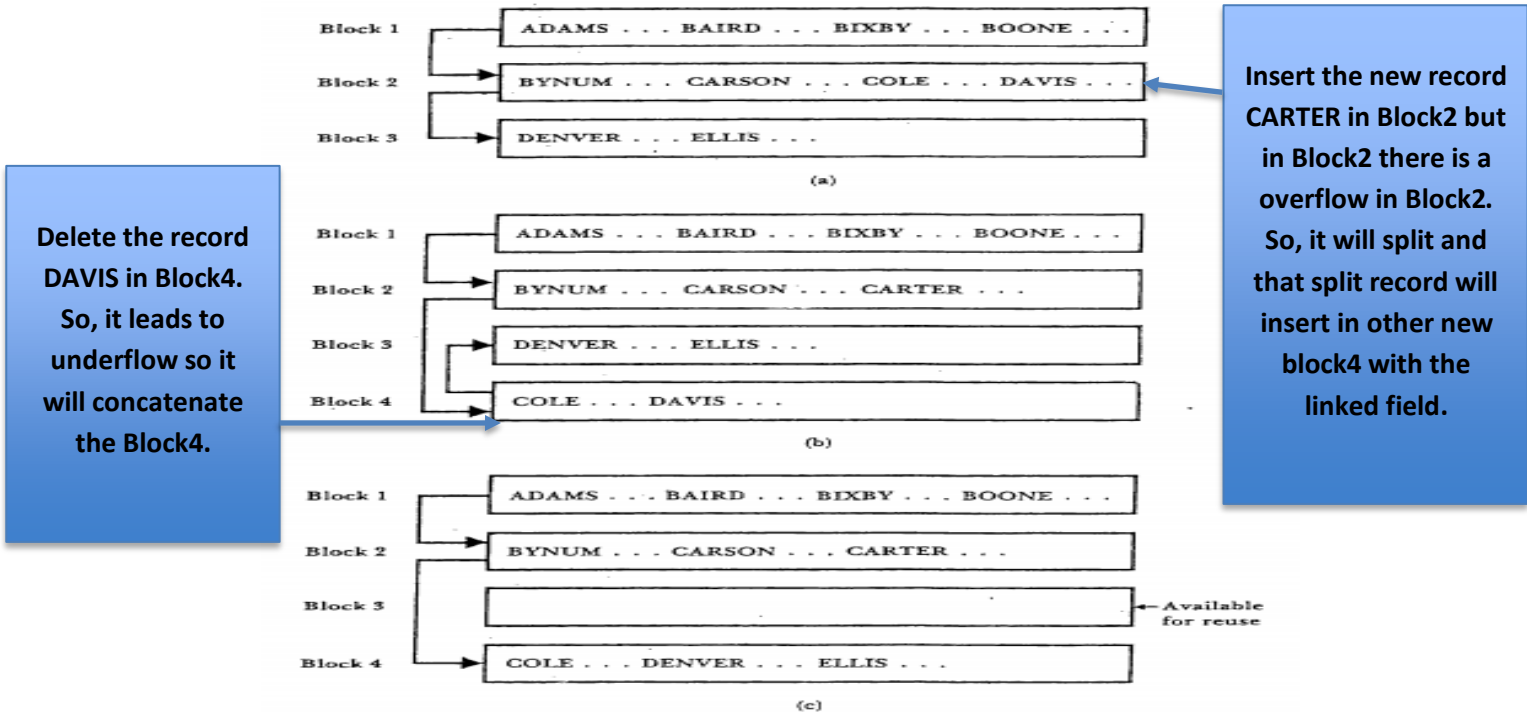 Block 1 ADAMS . . . BAIRD . . . BIXBY . . . BOONE . . .
Block 2 BYNUM . . . CARSON . . . COLE . . . DAVIS . . .
Block 3 DENVER . . . ELLIS . . .
(a)
Insert the new record
CARTER in Block2 but
in Block2 there is a
overflow in Block2.
So, it will split and
that split record will
insert in other new
block4 with the
linked field.
Delete the record
DAVIS in Block4.
So, it leads to
underflow so it
will concatenate
the Block4.
Block 1 ADAMS . . . BAIRD . . . BIXBY . . . BOONE . . .
Block 2 BYNUM . . . CARSON . . . CARTER . . .
Block 3 DENVER . . . ELLIS . . .
Block 4 COLE . . . DAVIS . . .
(b)
Block 1 ADAMS . . . BAIRD . . . BIXBY . . . BOONE . . .
Block 2 BYNUM . . . CARSON . . . CARTER . . .
Block 3
Available
for reuse
Block 4 COLE . . . DENVER . . . ELLIS . . .
(c)